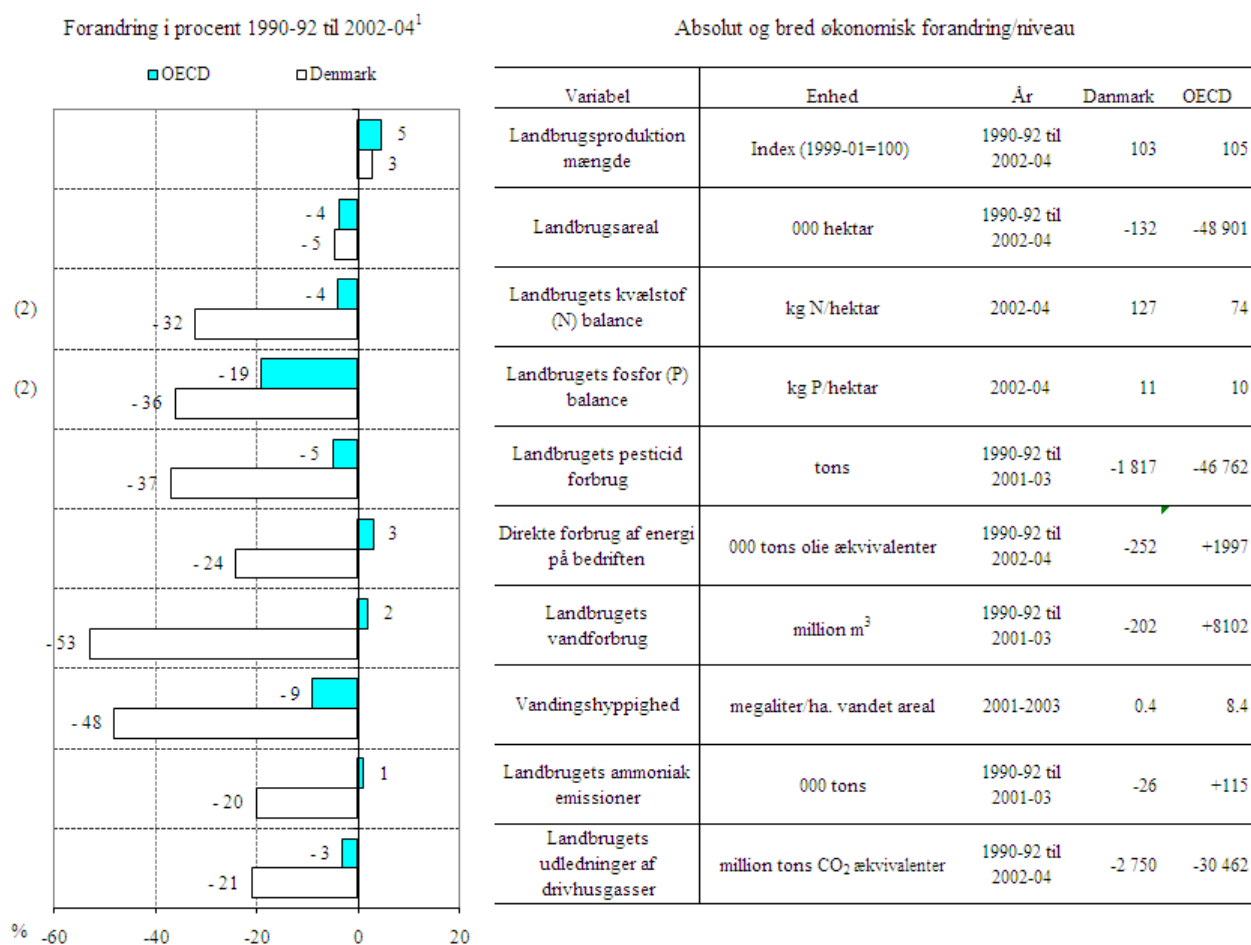 Forandring i procent 1990-92 til 2002-04¹
OECD Denmark
5
3
- 4
- 5
(2)
- 4
- 32
(2)
- 19
- 36
- 5
- 37
3
- 24
2
- 53
- 9
- 48
1
- 20
- 3
- 21
% -60 -40 -20 0 20
Absolut og bred økonomisk forandring/niveau
Variabel Enhed År Danmark OECD
Landbrugsproduktion
mængde
Index (1999-01=100)
1990-92 til
2002-04
103 105
Landbrugsareal
000 hektar
1990-92 til
2002-04
-132 -48 901
Landbrugets kvælstof
(N) balance
kg N/hektar 2002-04 127 74
Landbrugets fosfor (P)
balance
kg P/hektar 2002-04 11 10
Landbrugets pesticid
forbrug
tons
1990-92 til
2001-03
-1 817 -46 762
Direkte forbrug af energi
på bedriften
000 tons olie ækvivalenter
1990-92 til
2002-04
-252 +1997
Landbrugets
vandforbrug
million m³
1990-92 til
2001-03
-202 +8102
Vandingshyppighed megaliter/ha. vandet areal 2001-2003 0.4 8.4
Landbrugets ammoniak
emissioner
000 tons
1990-92 til
2001-03
-26 +115
Landbrugets
udledninger af
drivhusgasser
million tons CO₂ ækvivalenter
1990-92 til
2002-04
-2 750 -30 462